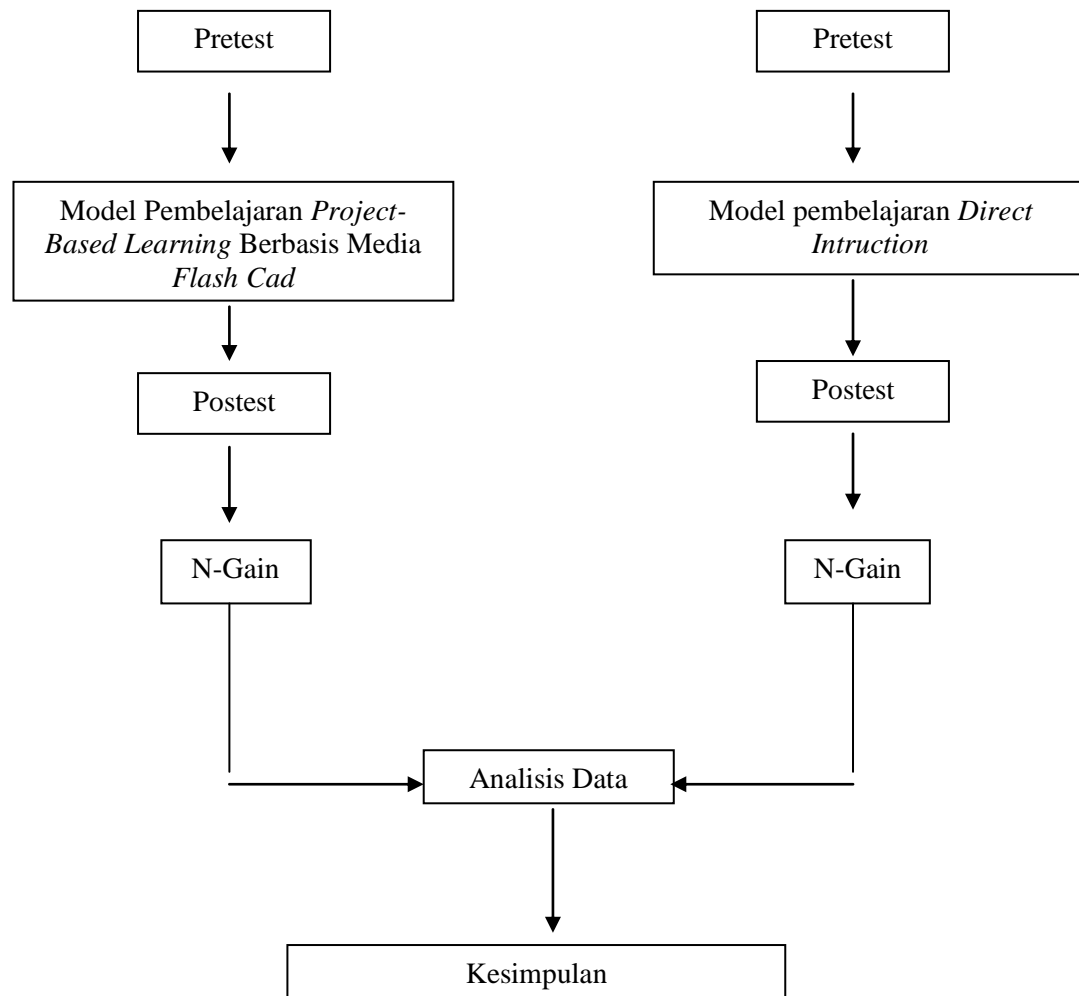 Pretest
Pretest
Model Pembelajaran Project-
Based Learning Berbasis Media
Flash Cad
Model pembelajaran Direct
Intruction
Postest
Postest
N-Gain
N-Gain
Analisis Data
Kesimpulan